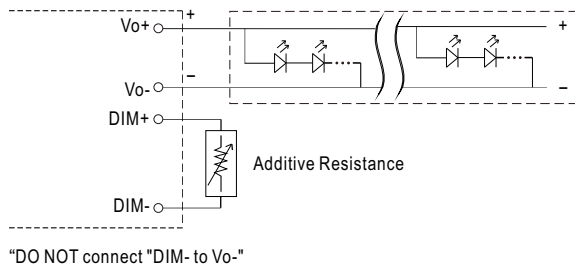 Vo+ + +
Vo- − −
DIM+
Additive Resistance
DIM-
“DO NOT connect "DIM- to Vo-"